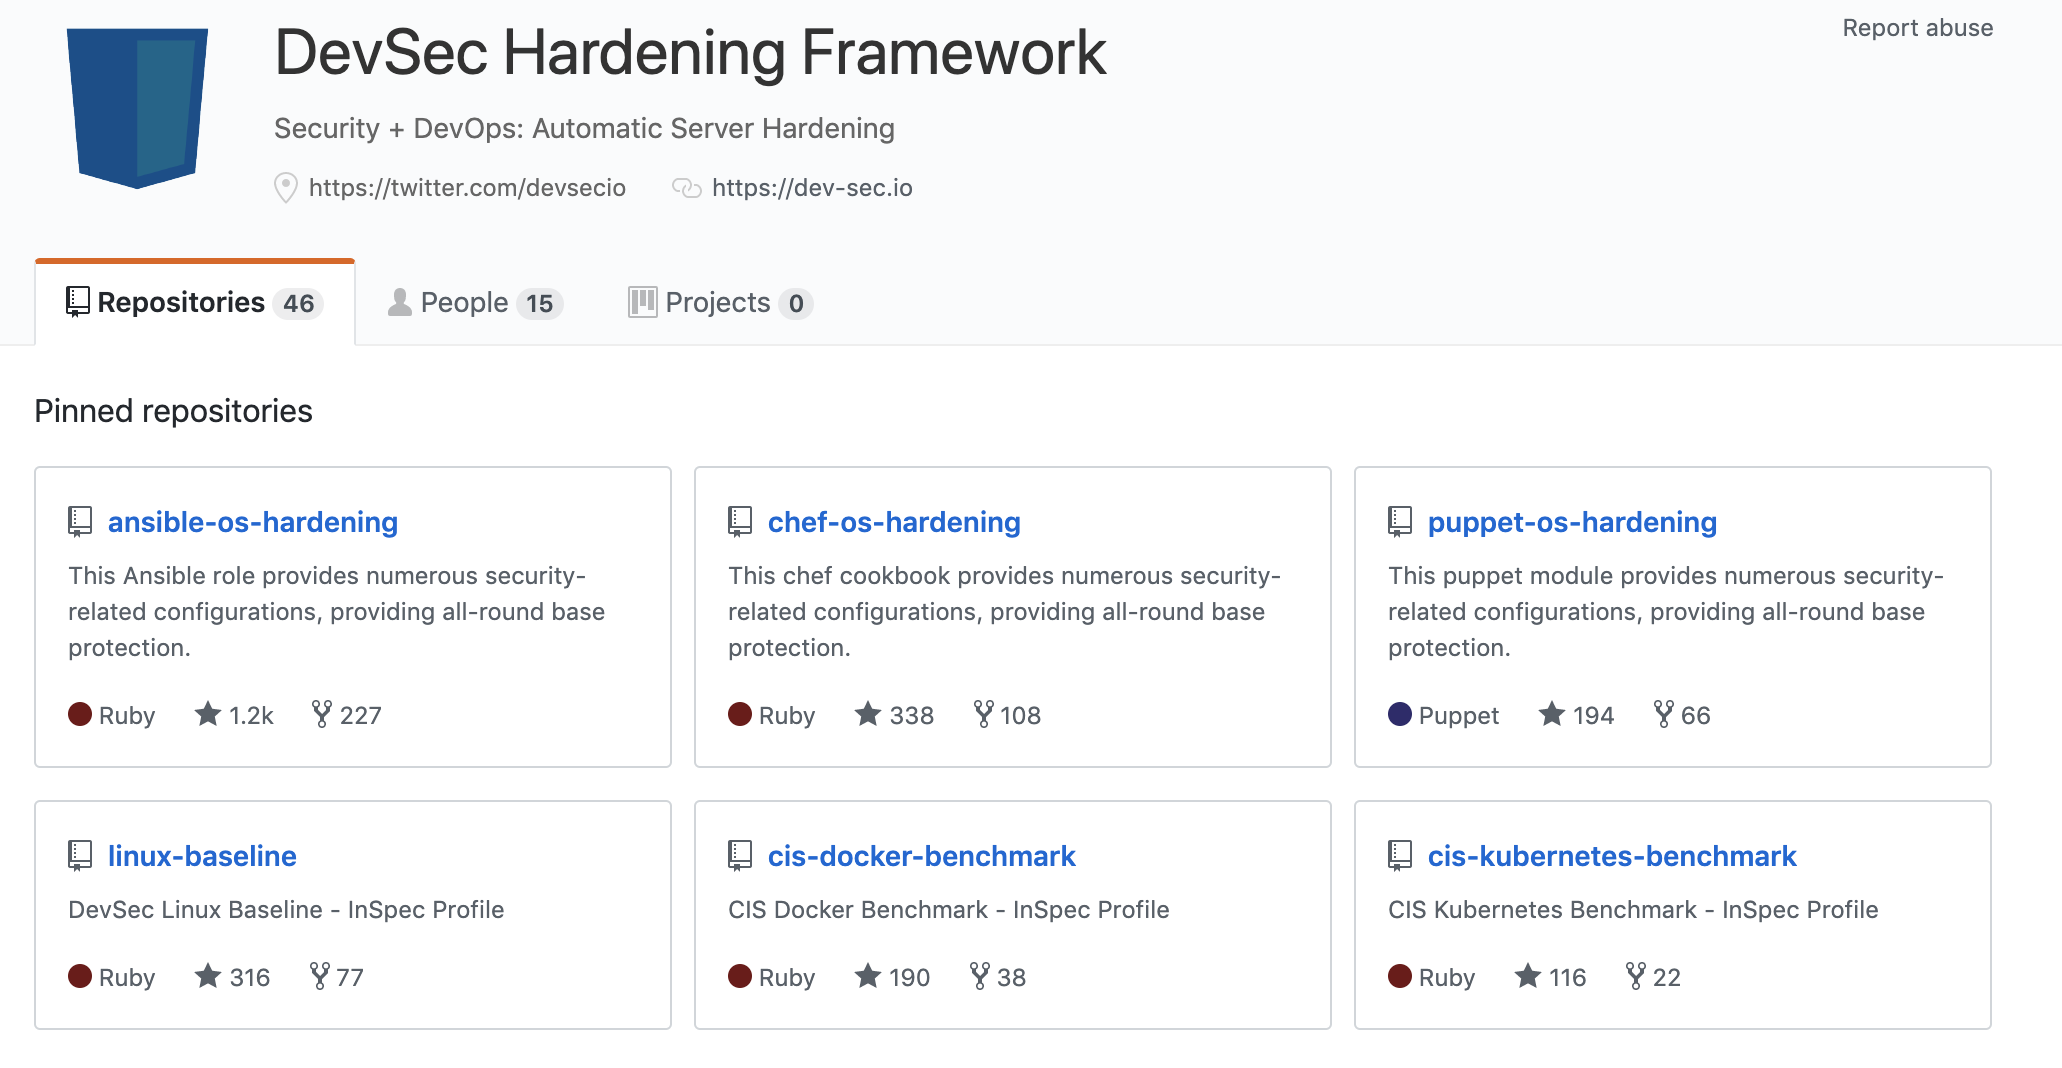 DevSec Hardening Framework
Report abuse
Security + DevOps: Automatic Server Hardening
https://twitter.com/devsecio https://dev-sec.io
Repositories 46 People 15 Projects 0
Pinned repositories
ansible-os-hardening
This Ansible role provides numerous security-
related configurations, providing all-round base
protection.
Ruby 1.2k 227
chef-os-hardening
This chef cookbook provides numerous security-
related configurations, providing all-round base
protection.
Ruby 338 108
puppet-os-hardening
This puppet module provides numerous security-
related configurations, providing all-round base
protection.
Puppet 194 66
linux-baseline
DevSec Linux Baseline - InSpec Profile
Ruby 316 77
cis-docker-benchmark
CIS Docker Benchmark - InSpec Profile
Ruby 190 38
cis-kubernetes-benchmark
CIS Kubernetes Benchmark - InSpec Profile
Ruby 116 22